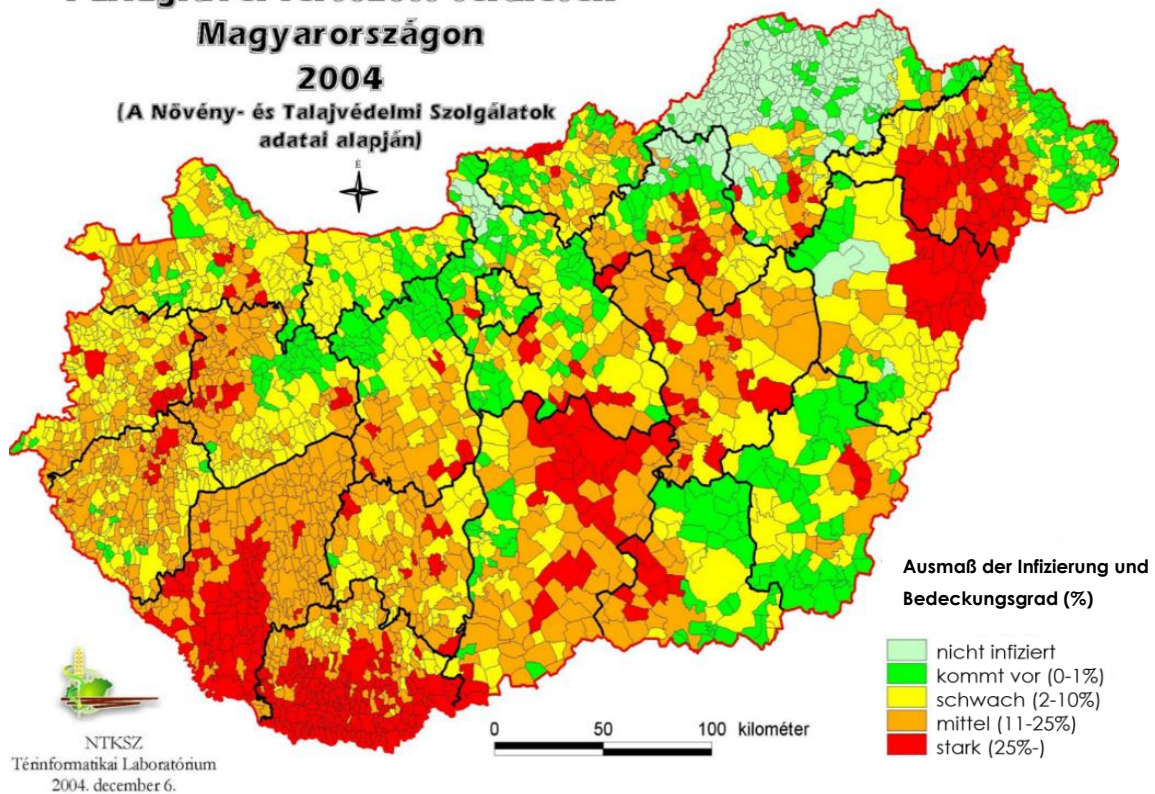 Magyarországon
2004
(A Növény- és Talajvédelmi Szolgálatok
adatai alapján)
É
Ausmaß der Infizierung und
Bedeckungsgrad (%)
nicht infiziert
kommt vor (0-1%)
schwach (2-10%)
mittel (11-25%)
stark (25%-)
0 50 100 kilométer
NTKSZ
Térinformatikai Laboratórium
2004. december 6.